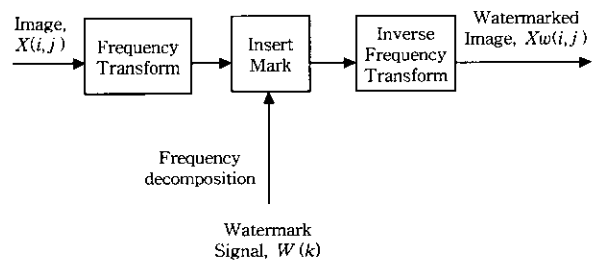 Image,
X(i,j)
Frequency
Transform
Insert
Mark
Inverse
Frequency
Transform
Watermarked
Image, Xw(i,j)
Frequency
decomposition
Watermark
Signal, W(k)